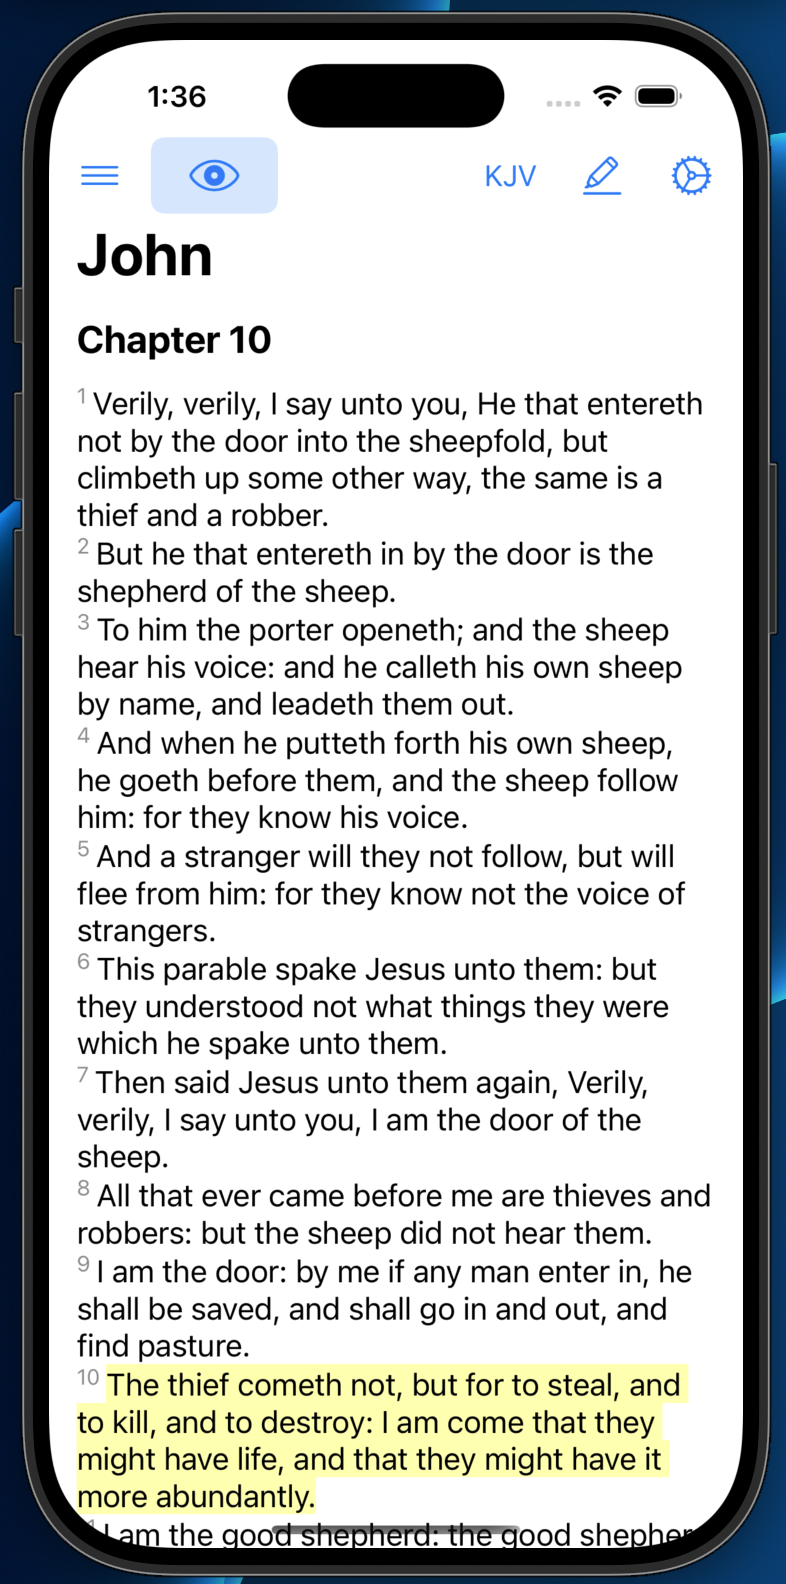 1:36
KJV
John
Chapter 10
1 Verily, verily, I say unto you, He that entereth
not by the door into the sheepfold, but
climbeth up some other way, the same is a
thief and a robber.
2 But he that entereth in by the door is the
shepherd of the sheep.
3 To him the porter openeth; and the sheep
hear his voice: and he calleth his own sheep
by name, and leadeth them out.
4 And when he putteth forth his own sheep,
he goeth before them, and the sheep follow
him: for they know his voice.
5 And a stranger will they not follow, but will
flee from him: for they know not the voice of
strangers.
6 This parable spake Jesus unto them: but
they understood not what things they were
which he spake unto them.
7 Then said Jesus unto them again, Verily,
verily, I say unto you, I am the door of the
sheep.
8 All that ever came before me are thieves and
robbers: but the sheep did not hear them.
9 I am the door: by me if any man enter in, he
shall be saved, and shall go in and out, and
find pasture.
10 The thief cometh not, but for to steal, and
to kill, and to destroy: I am come that they
might have life, and that they might have it
more abundantly.
I am the good shepherd: the good shepher